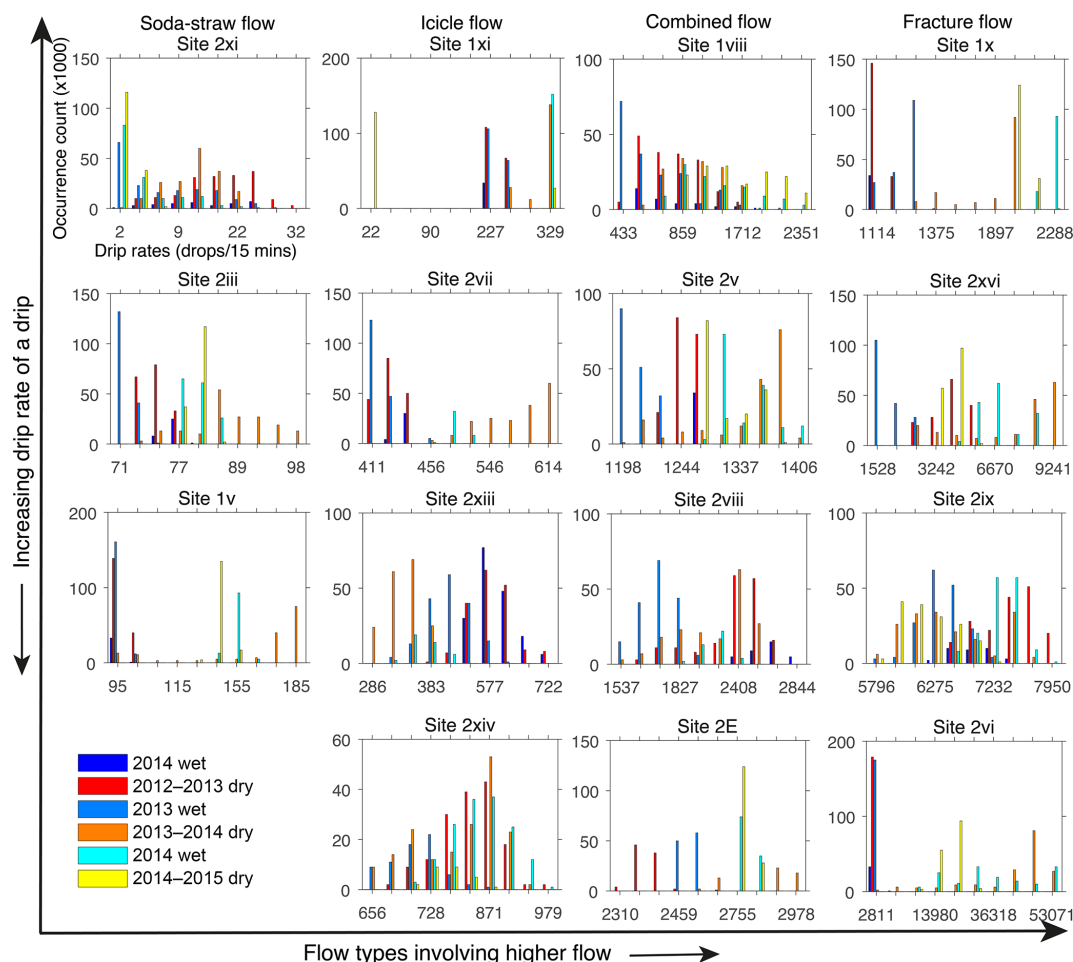 Soda-straw flow
Icicle flow
Combined flow
Fracture flow
Site 2xi
Site 1xi
Site 1viii
Site 1x
Occurrence count (x1000)
150
100
50
0
2 9 22 32
Drip rates (drops/15 mins)
200
100
0
22 90 227 329
100
50
0
433 859 1712 2351
150
100
50
0
1114 1375 1897 2288
Site 2iii
Site 2vii
Site 2v
Site 2xvi
150
100
50
0
71 77 89 98
150
100
50
0
411 456 546 614
100
50
0
1198 1244 1337 1406
150
100
50
0
1528 3242 6670 9241
Site 1v
Site 2xiii
Site 2viii
Site 2ix
200
100
0
95 115 155 185
100
50
0
286 383 577 722
100
50
0
1537 1827 2408 2844
100
50
0
5796 6275 7232 7950
Site 2xiv
Site 2E
Site 2vi
60
40
20
0
656 728 871 979
150
100
50
0
2310 2459 2755 2978
200
100
0
2811 13980 36318 53071
2014 wet
2012–2013 dry
2013 wet
2013–2014 dry
2014 wet
2014–2015 dry
Increasing drip rate of a drip
Flow types involving higher flow